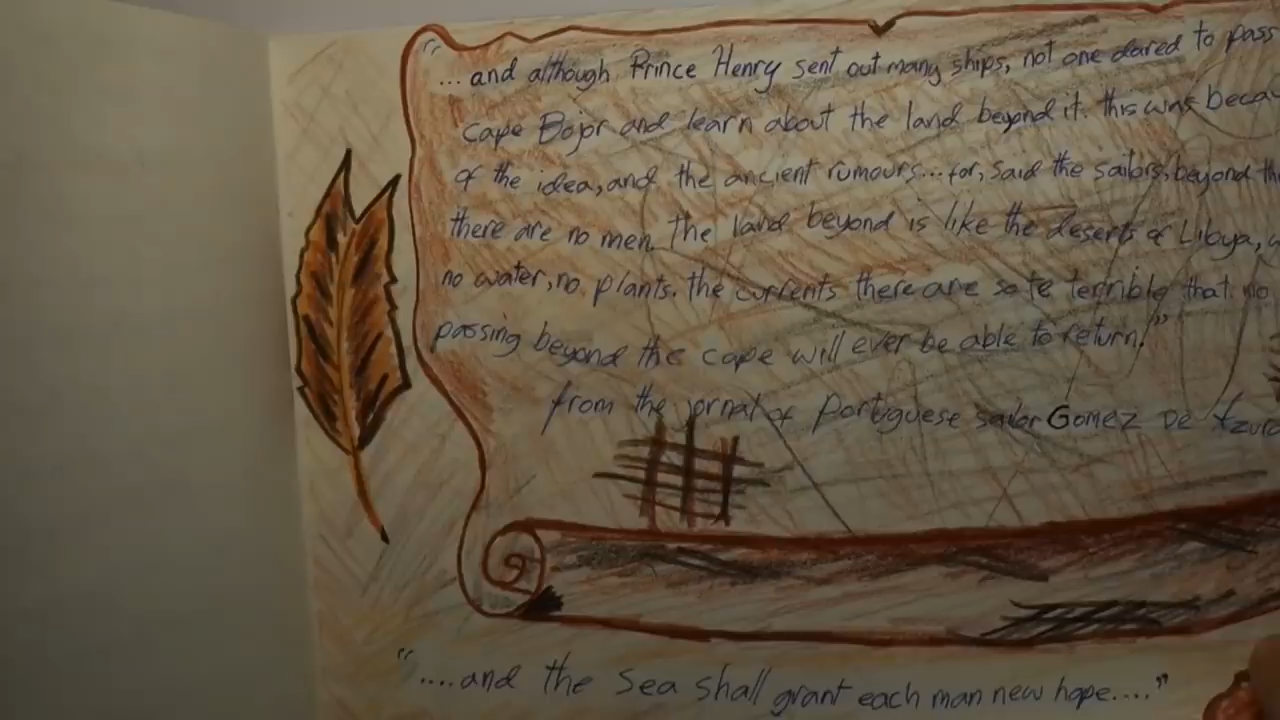 "...and although Prince Henry sent out many ships, not one dared to pass
cape Bojor and learn about the land beyond it. this was beca-
of the idea, and the ancient rumours... for, said the sailors, beyond th
there are no men. The land beyond is like the deserts of Libya,
no water, no plants. the currents there are so te terrible that no
passing beyond the cape will ever be able to return."
from the jornal of Portuguese sailor Gomez De
"....and the sea shall grant each man new hope...."